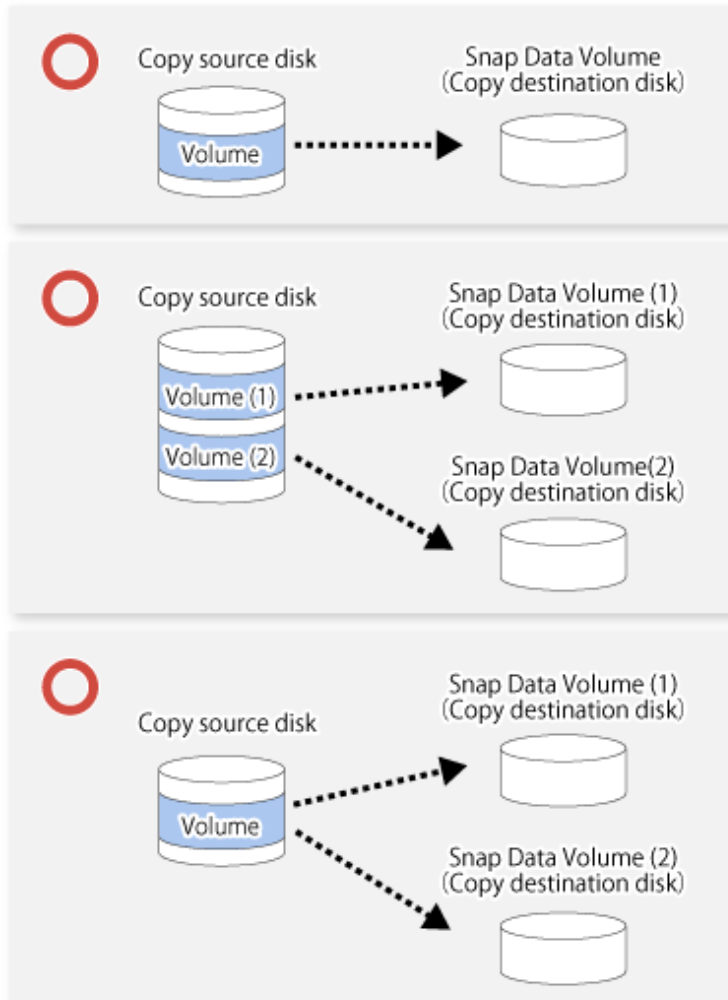 Copy source disk
Snap Data Volume
(Copy destination disk)
Volume
Copy source disk
Snap Data Volume (1)
(Copy destination disk)
Volume (1)
Volume (2)
Snap Data Volume(2)
(Copy destination disk)
Snap Data Volume (1)
(Copy destination disk)
Copy source disk
Volume
Snap Data Volume (2)
(Copy destination disk)